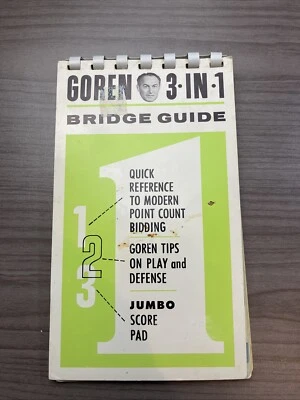 GOREN 3·IN·1
BRIDGE GUIDE
1
QUICK
REFERENCE
TO MODERN
POINT COUNT
BIDDING
2
GOREN TIPS
ON PLAY and
DEFENSE
3
JUMBO
SCORE
PAD
1